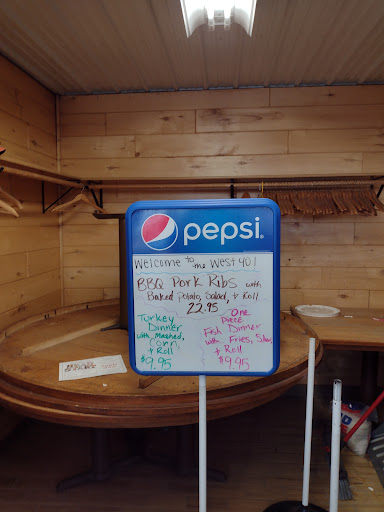 pepsi
Welcome to the West 40!
BBQ Pork Ribs with
Baked Potato, Salad, + Roll
22.95
Turkey
Dinner
with Mashed,
Corn,
+ Roll
$9.95
One
Piece
Fish Dinner
with Fries, Slaw,
+ Roll
$9.95